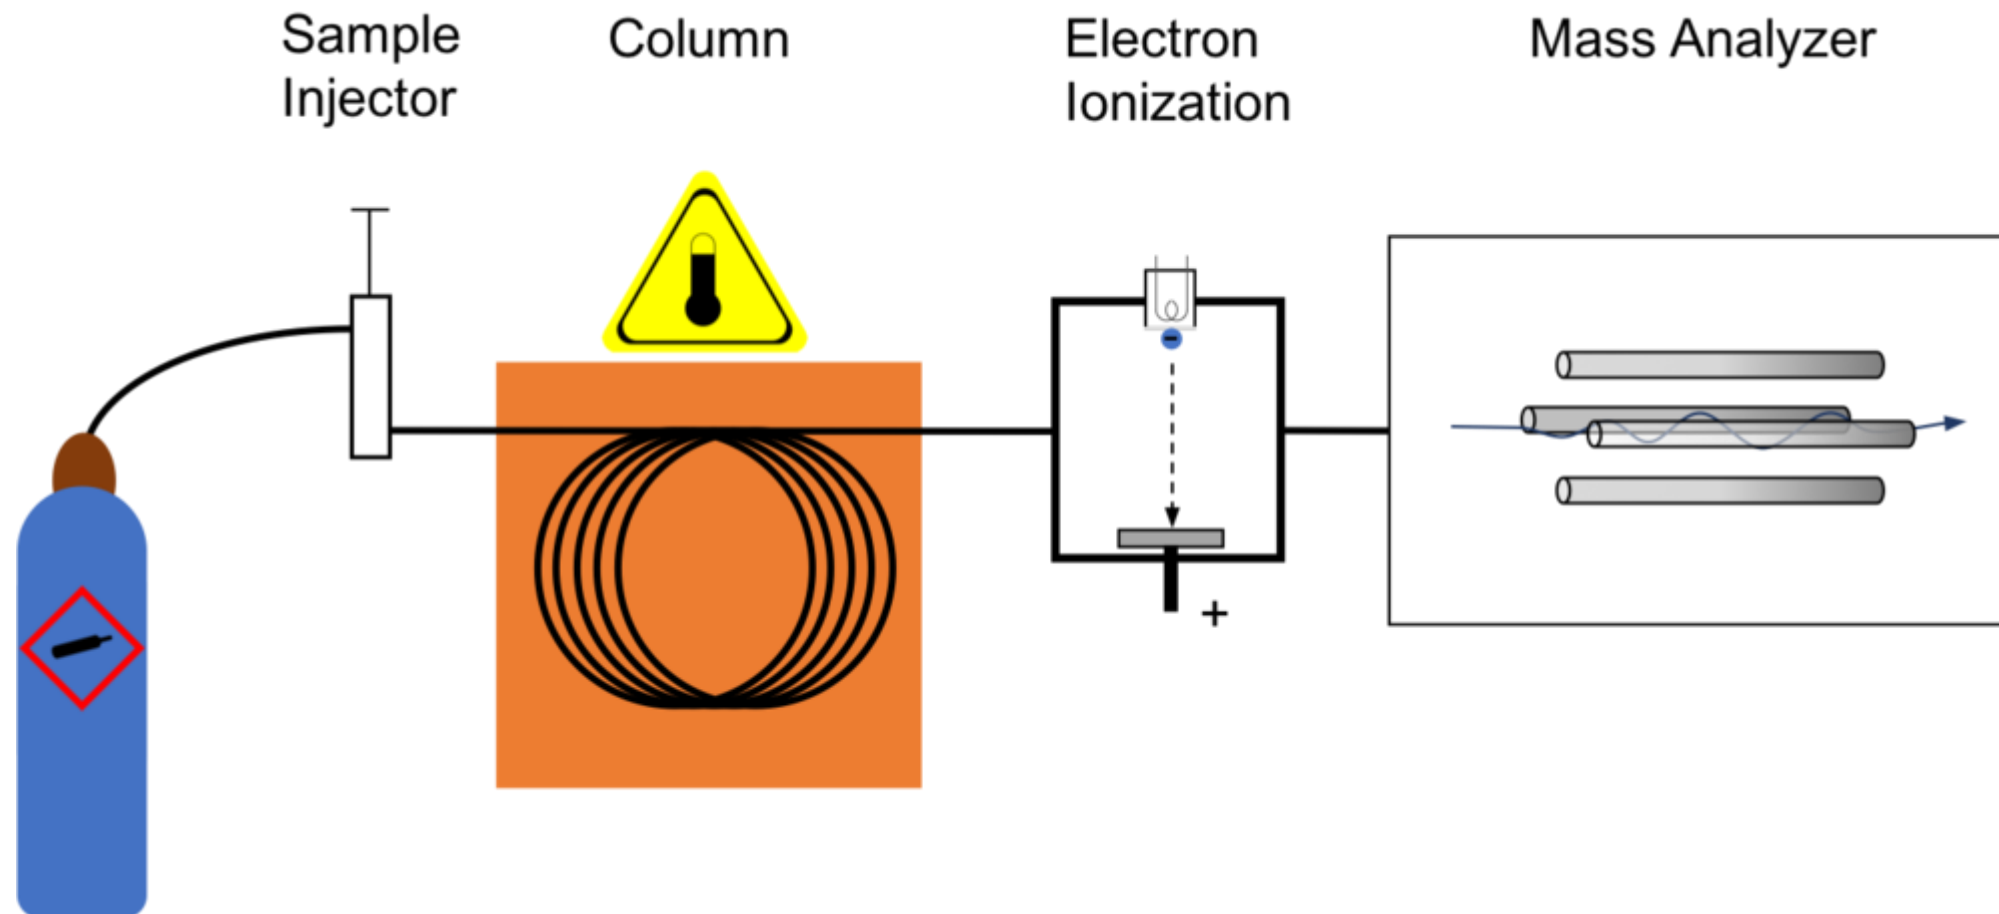 Sample
Injector
Column
Electron
Ionization
Mass Analyzer
+